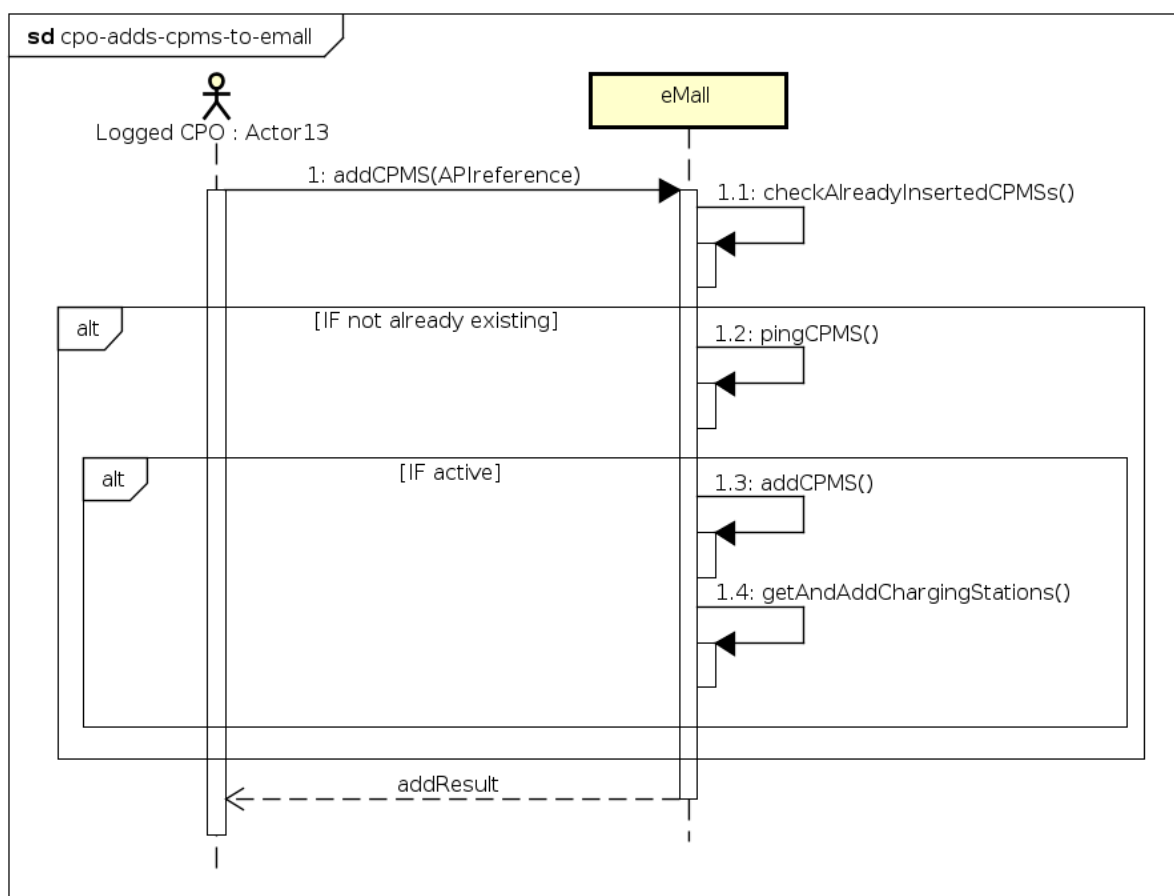 sd cpo-adds-cpms-to-emall
Logged CPO : Actor13
eMall
1: addCPMS(APIreference)
1.1: checkAlreadyInsertedCPMSs()
alt
[IF not already existing]
1.2: pingCPMS()
alt
[IF active]
1.3: addCPMS()
1.4: getAndAddChargingStations()
addResult